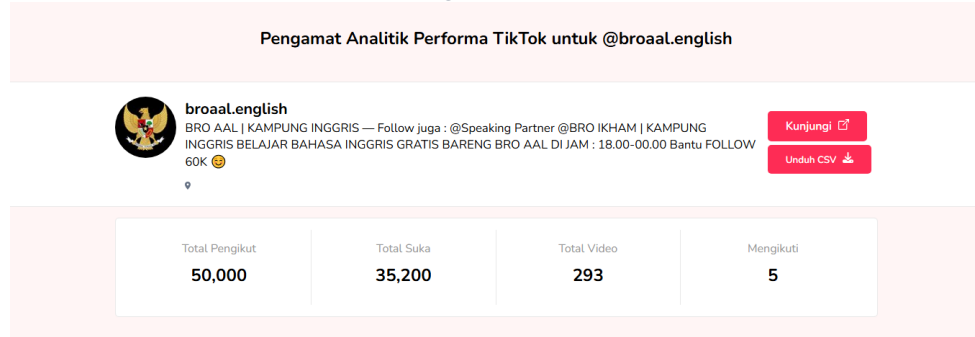 Pengamat Analitik Performa TikTok untuk @broaal.english
broaal.english
BRO AAL | KAMPUNG INGGRIS — Follow juga : @Speaking Partner @BRO IKHAM | KAMPUNG
INGGRIS BELAJAR BAHASA INGGRIS GRATIS BARENG BRO AAL DI JAM : 18.00-00.00 Bantu FOLLOW
60K 😊
Kunjungi
Unduh CSV
Total Pengikut
50,000
Total Suka
35,200
Total Video
293
Mengikuti
5